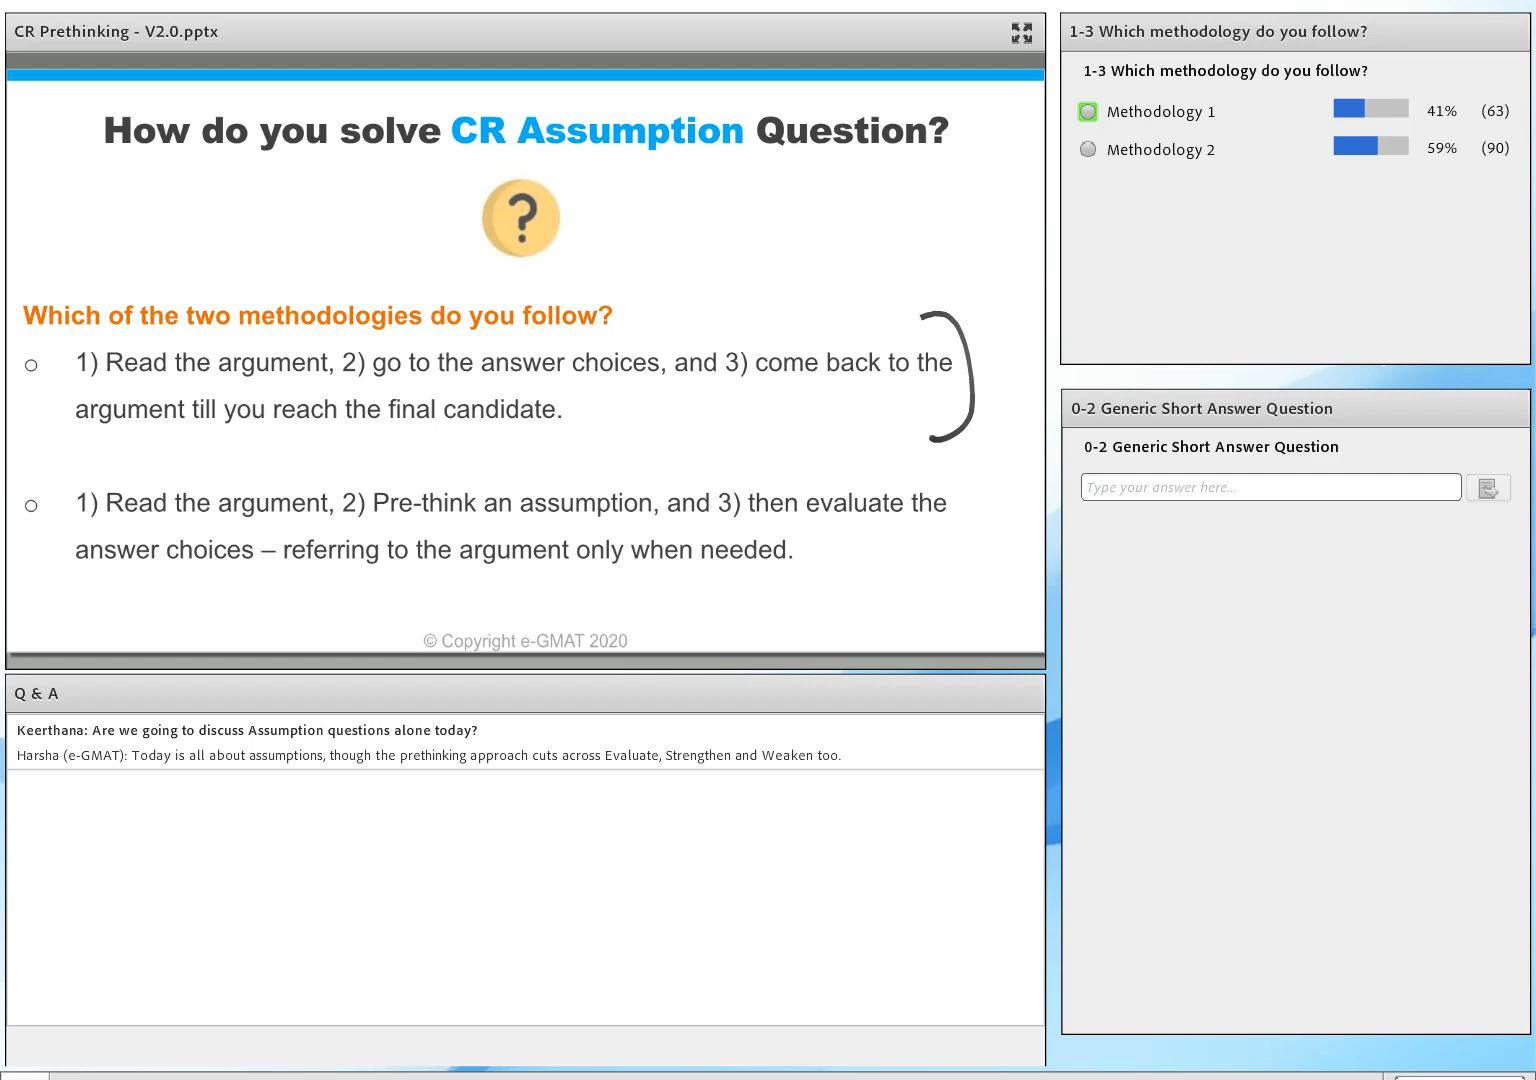 CR Prethinking - V2.0.pptx
How do you solve CR Assumption Question?
?
Which of the two methodologies do you follow?
o 1) Read the argument, 2) go to the answer choices, and 3) come back to the
argument till you reach the final candidate.
o 1) Read the argument, 2) Pre-think an assumption, and 3) then evaluate the
answer choices – referring to the argument only when needed.
© Copyright e-GMAT 2020
Q & A
Keerthana: Are we going to discuss Assumption questions alone today?
Harsha (e-GMAT): Today is all about assumptions, though the prethinking approach cuts across Evaluate, Strengthen and Weaken too.
1-3 Which methodology do you follow?
1-3 Which methodology do you follow?
Methodology 1 41% (63)
Methodology 2 59% (90)
0-2 Generic Short Answer Question
0-2 Generic Short Answer Question
Type your answer here...